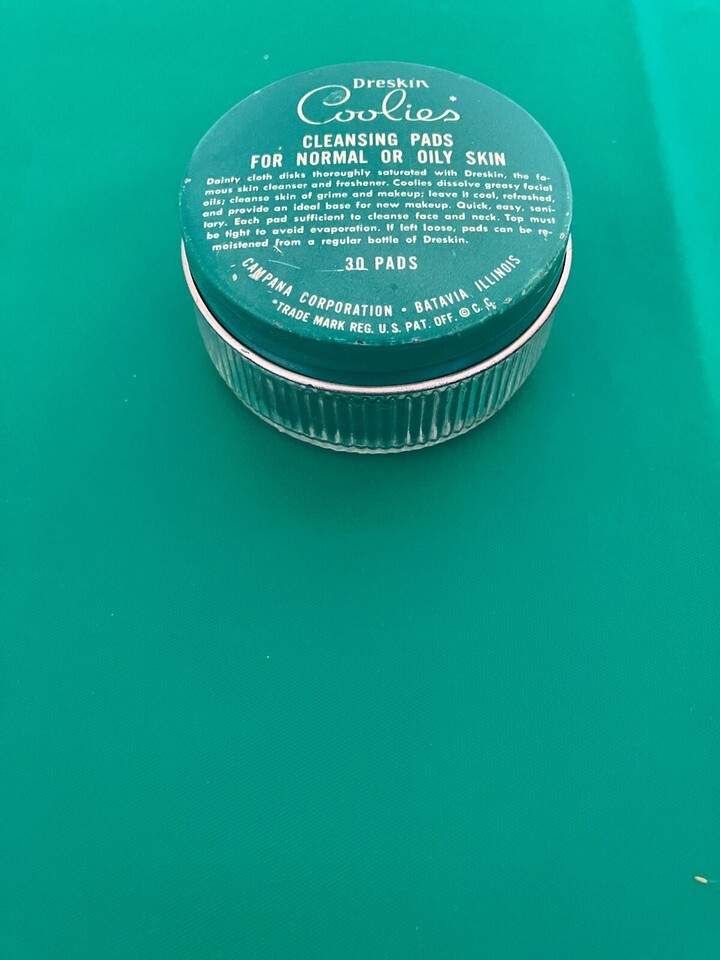 Dreskin
Coolies*
CLEANSING PADS
FOR NORMAL OR OILY SKIN
Dainty cloth disks thoroughly saturated with Dreskin, the fa-
mous skin cleanser and freshener. Coolies dissolve greasy facial
oils; cleanse skin of grime and makeup; leave it cool, refreshed,
and provide an ideal base for new makeup. Quick, easy, sani-
tary. Each pad sufficient to cleanse face and neck. Top must
be tight to avoid evaporation. If left loose, pads can be re-
moistened from a regular bottle of Dreskin.
30 PADS
CAMPANA CORPORATION • BATAVIA, ILLINOIS
*TRADE MARK REG. U.S. PAT. OFF. © C. C.